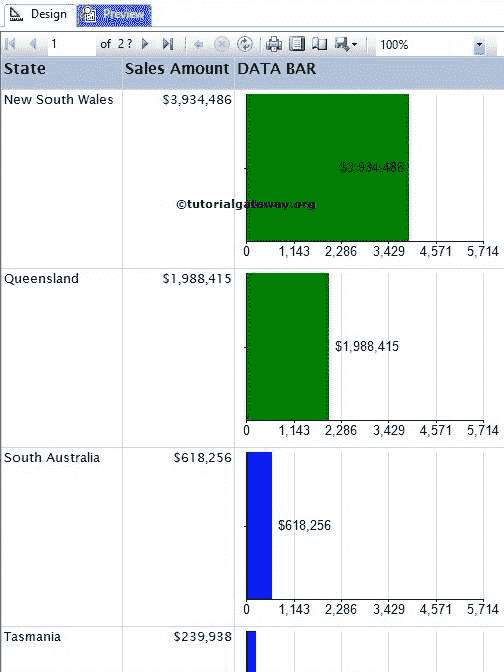 Design Preview
1 of 2 ? 100%
State Sales Amount DATA BAR
New South Wales $3,934,486
$3,934,486
©tutorialgateway.org
0 1,143 2,286 3,429 4,571 5,714
Queensland $1,988,415
$1,988,415
0 1,143 2,286 3,429 4,571 5,714
South Australia $618,256
$618,256
0 1,143 2,286 3,429 4,571 5,714
Tasmania $239,938